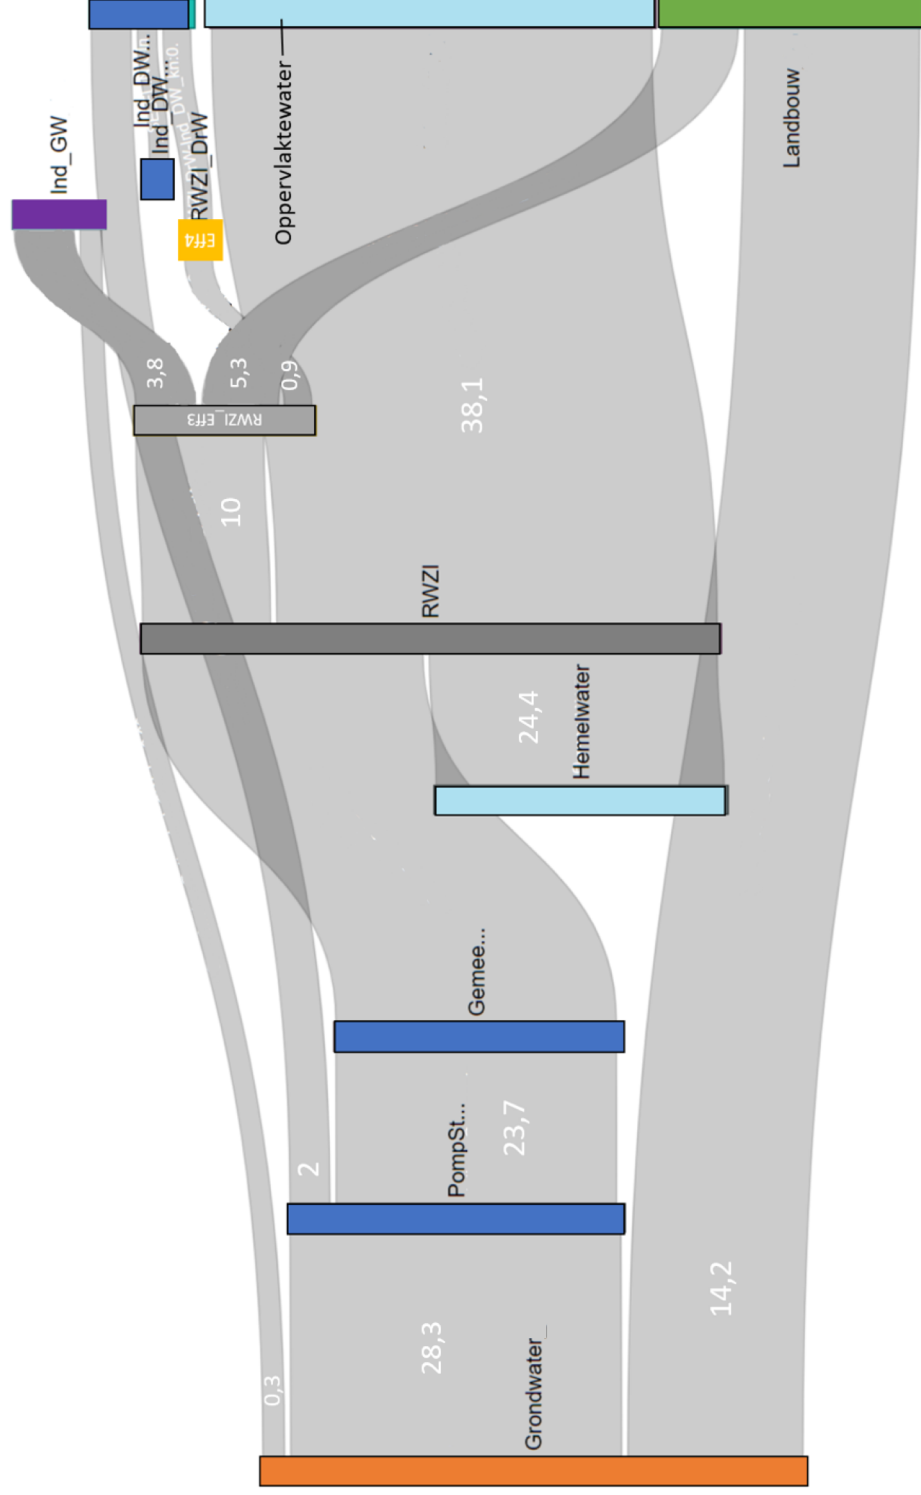 Ind_DW...
Ind_DW...
Ind_GW
RWZI_DrW
Eff4
Oppervlaktewater
Landbouw
3,8
5,3
0,9
RWZI_Eff3
38,1
10
RWZI
24,4
Hemelwater
Gemee...
PompSt...
23,7
2
14,2
28,3
0,3
Grondwater_